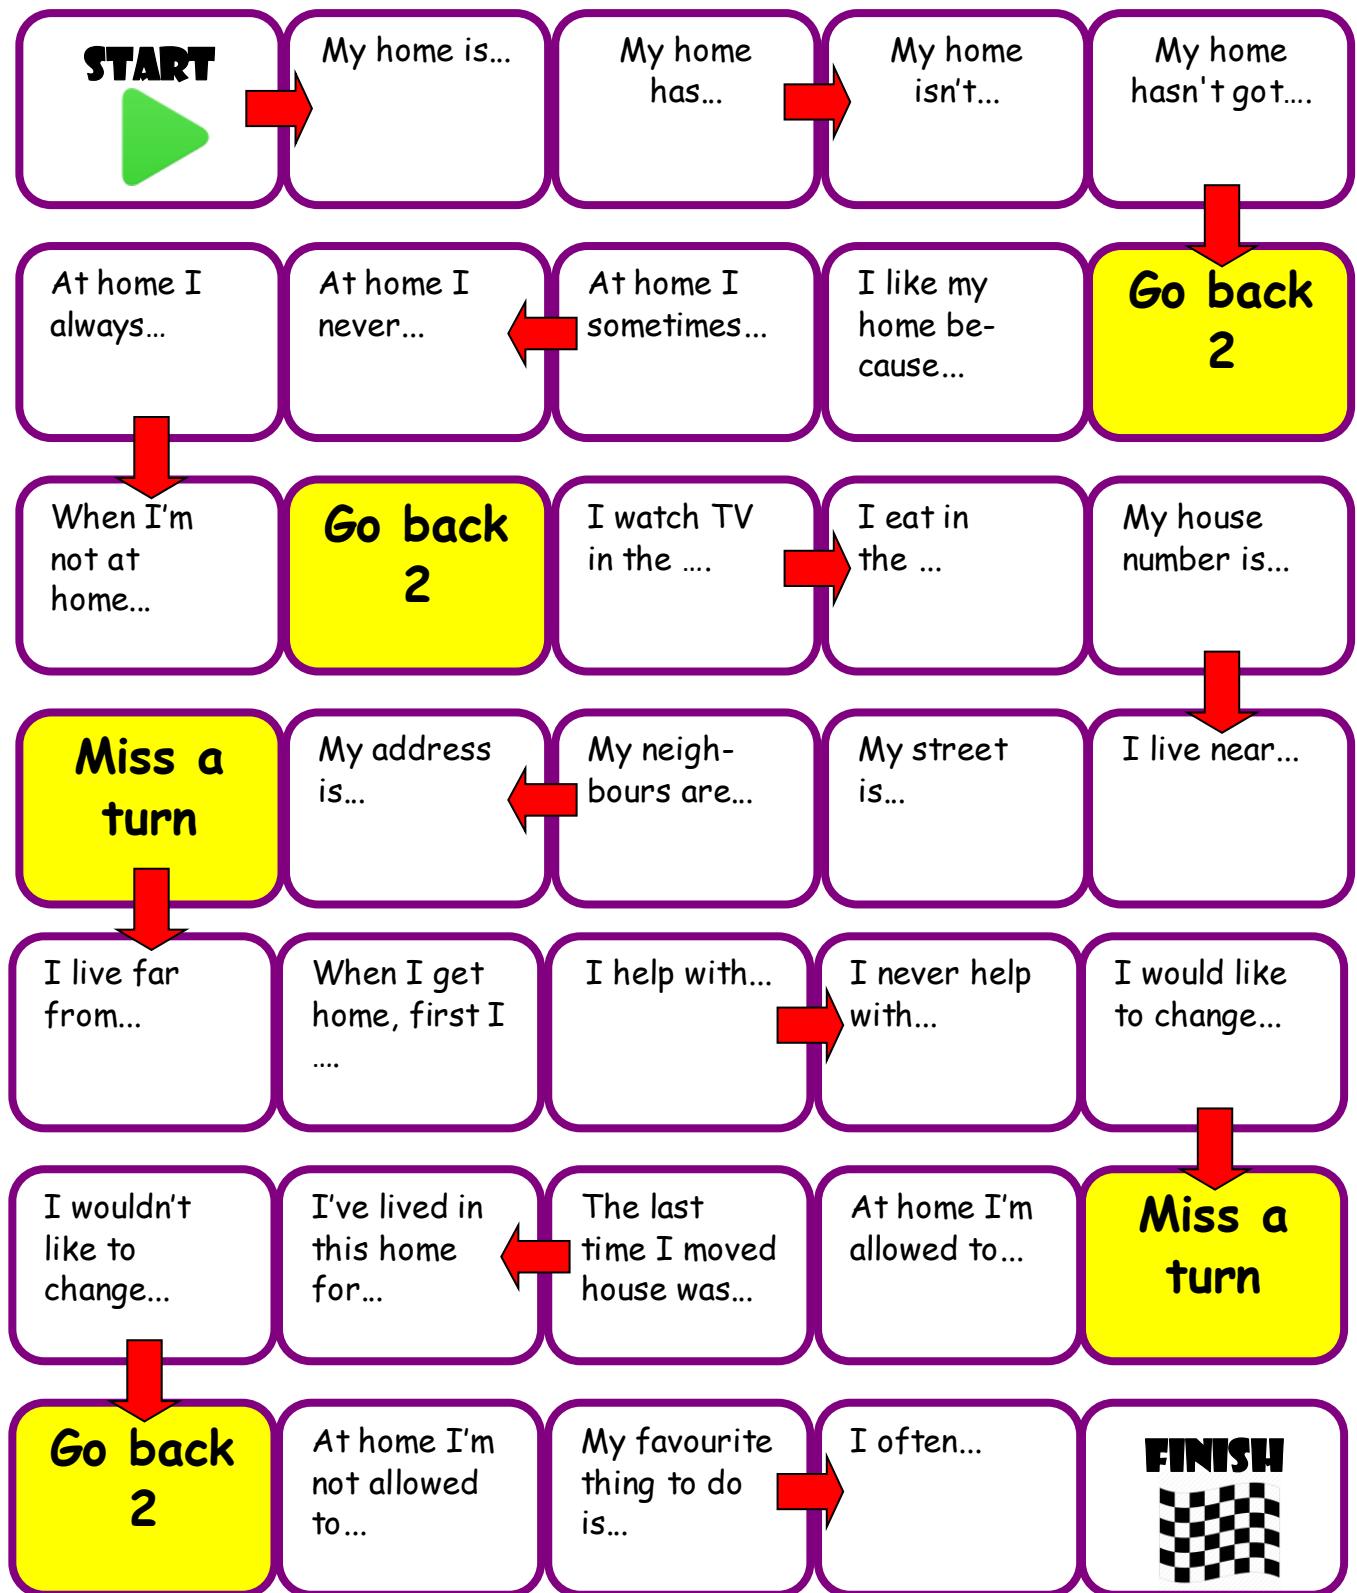 START
My home is...
My home
has...
My home
isn't...
My home
hasn't got....
Go back
2
I like my
home be-
cause...
At home I
sometimes...
At home I
never...
At home I
always...
When I'm
not at
home...
Go back
2
I watch TV
in the ....
I eat in
the ...
My house
number is...
I live near...
My street
is...
My neigh-
bours are...
My address
is...
Miss a
turn
I live far
from...
When I get
home, first I
....
I help with...
I never help
with...
I would like
to change...
Miss a
turn
At home I'm
allowed to...
The last
time I moved
house was...
I've lived in
this home
for...
I wouldn't
like to
change...
Go back
2
At home I'm
not allowed
to...
My favourite
thing to do
is...
I often...
FINISH